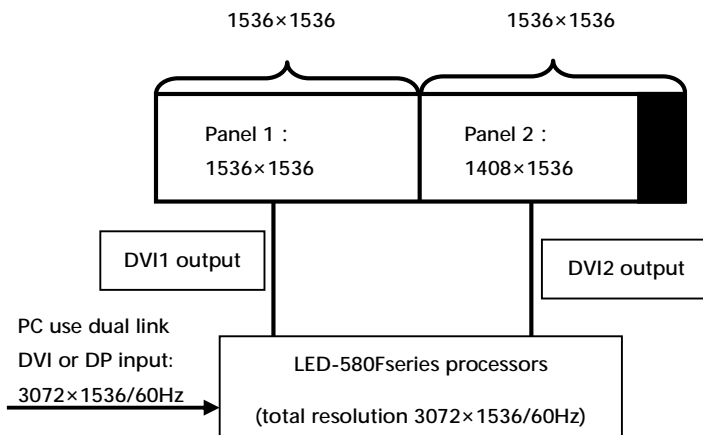 1536×1536
1536×1536
Panel 1 :
1536×1536
Panel 2 :
1408×1536
DVI1 output
DVI2 output
PC use dual link
DVI or DP input:
3072×1536/60Hz
LED-580Fseries processors
(total resolution 3072×1536/60Hz)